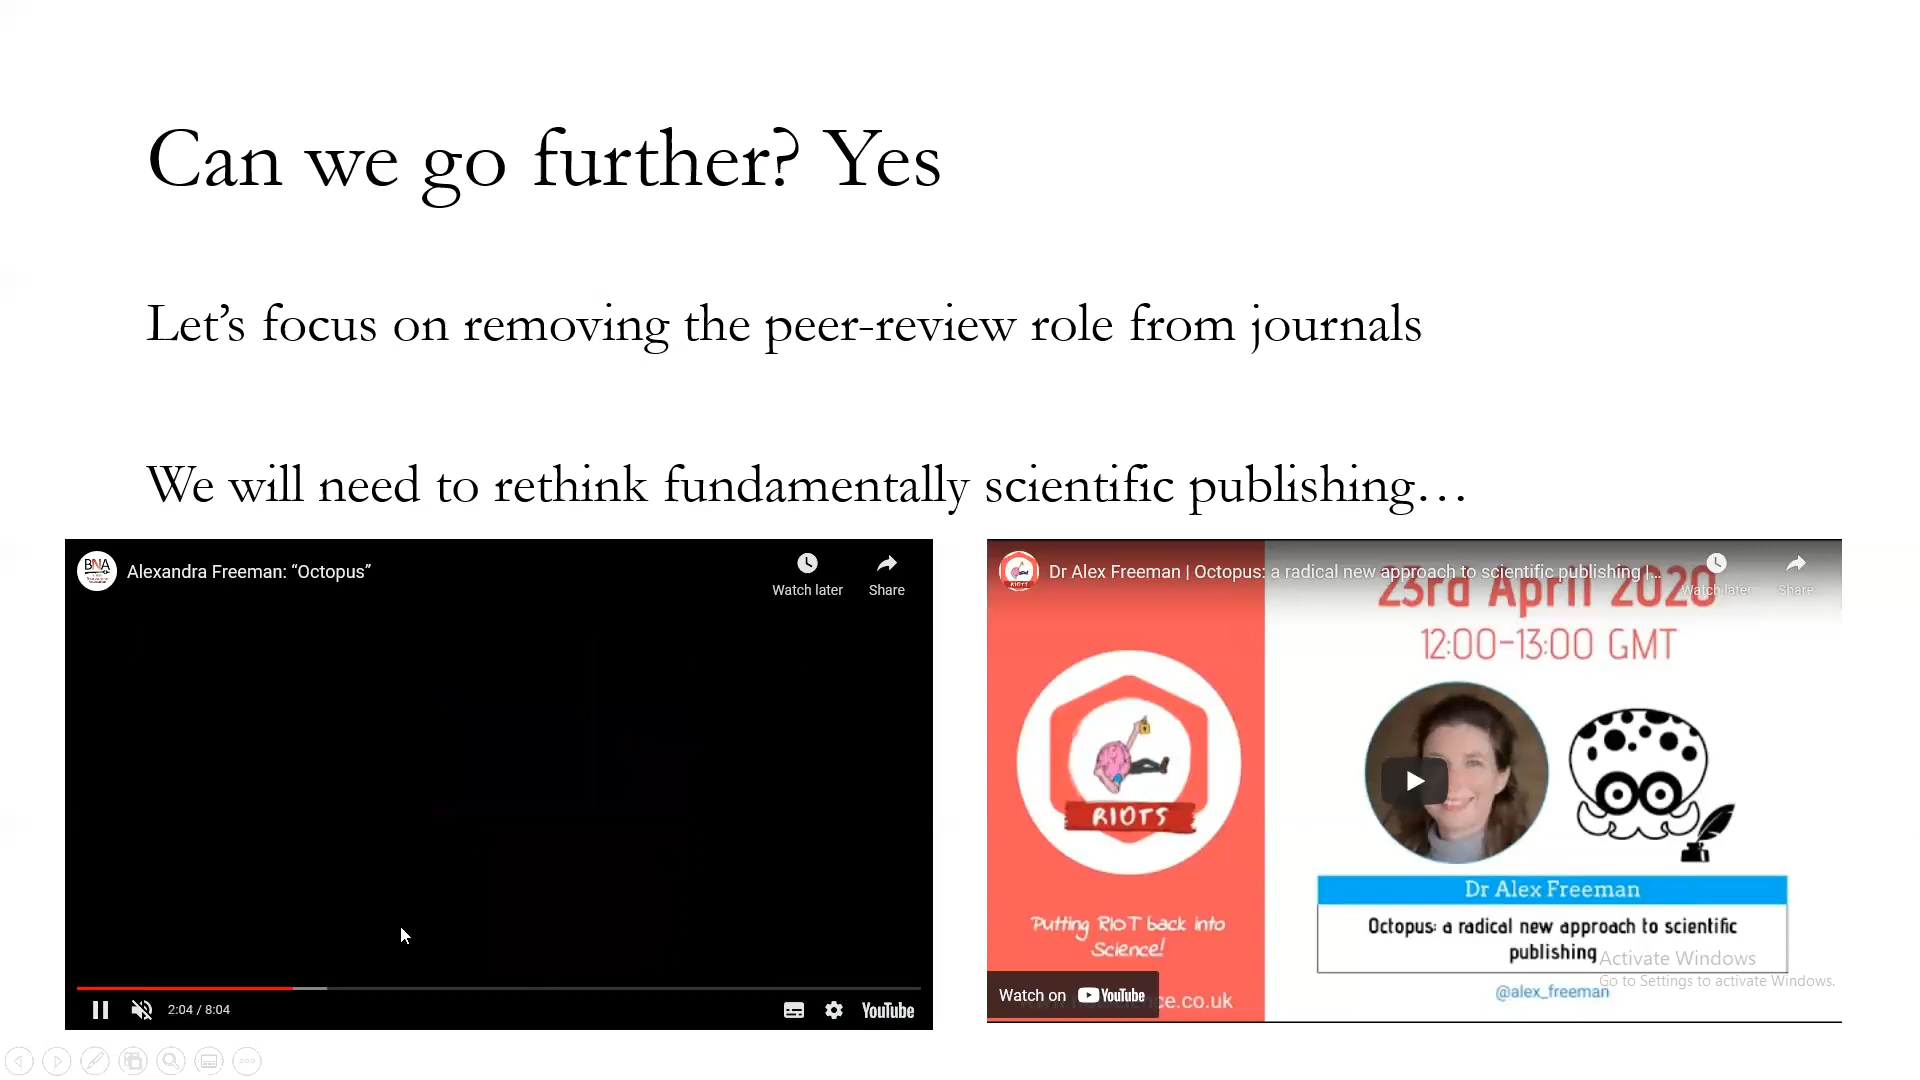 Can we go further? Yes
Let’s focus on removing the peer-review role from journals
We will need to rethink fundamentally scientific publishing…
BNA
Alexandra Freeman: “Octopus”
Watch later
Share
2:04 / 8:04
YouTube
Dr Alex Freeman | Octopus: a radical new approach to scientific publishing |...
Watch later
Share
23rd April 2020
12:00-13:00 GMT
RIOTS
Putting RIOT back into
Science!
Dr Alex Freeman
Octopus: a radical new approach to scientific
publishing
@alex_freeman
Watch on YouTube
ce.co.uk
Activate Windows
Go to Settings to activate Windows.